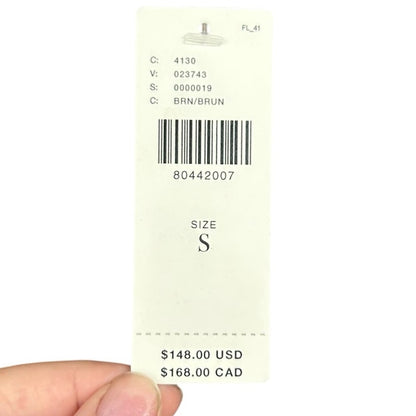 FL_41
C: 4130
V: 023743
S: 0000019
C: BRN/BRUN
80442007
SIZE
S
$148.00 USD
$168.00 CAD